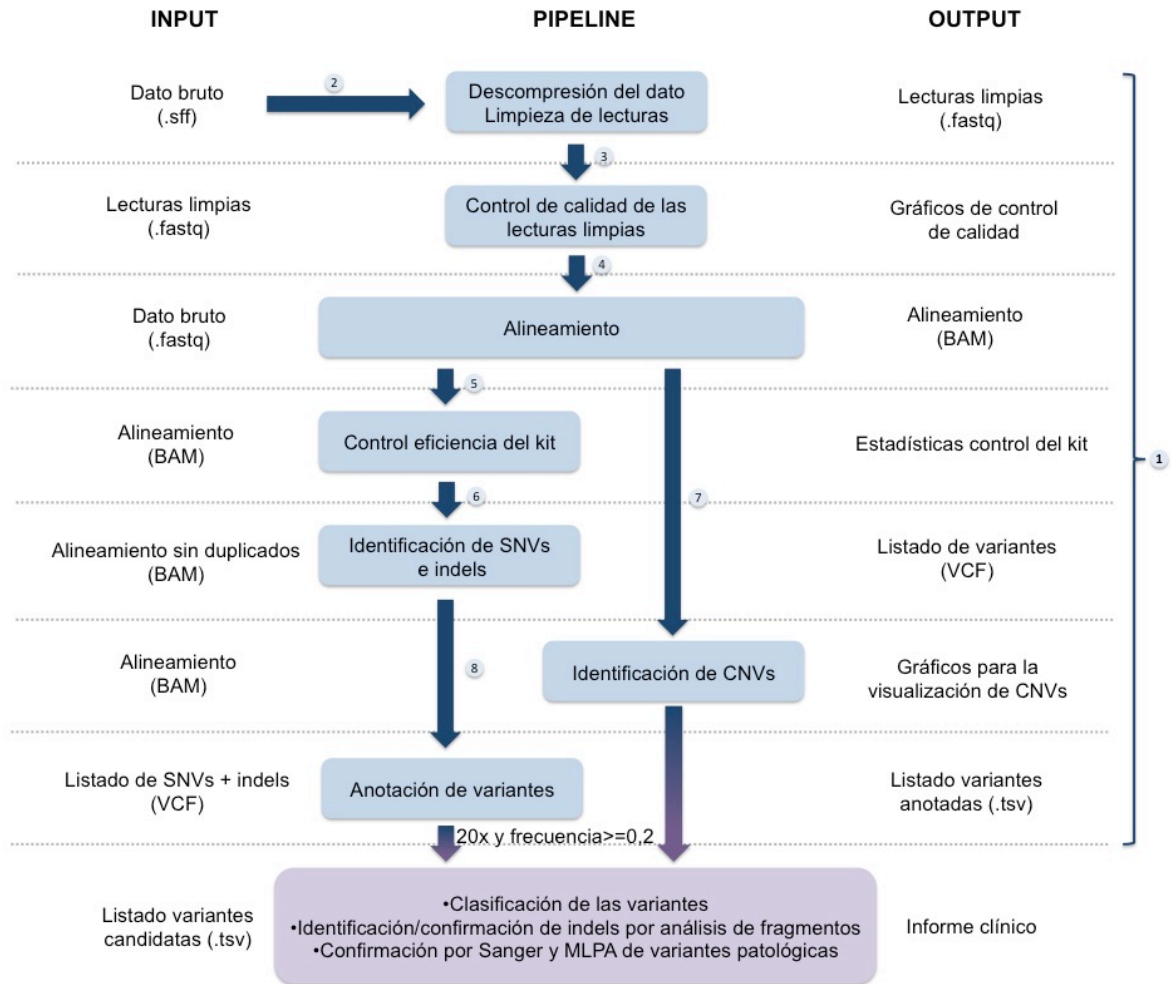 INPUT
PIPELINE
OUTPUT
Dato bruto
(.sff)
2
Descompresión del dato
Limpieza de lecturas
Lecturas limpias
(.fastq)
3
Lecturas limpias
(.fastq)
Control de calidad de las
lecturas limpias
Gráficos de control
de calidad
4
Dato bruto
(.fastq)
Alineamiento
Alineamiento
(BAM)
5
Alineamiento
(BAM)
Control eficiencia del kit
Estadísticas control del kit
1
6
7
Alineamiento sin duplicados
(BAM)
Identificación de SNVs
e indels
Listado de variantes
(VCF)
8
Alineamiento
(BAM)
Identificación de CNVs
Gráficos para la
visualización de CNVs
Listado de SNVs + indels
(VCF)
Anotación de variantes
Listado variantes
anotadas (.tsv)
20x y frecuencia>=0,2
Listado variantes
candidatas (.tsv)
•Clasificación de las variantes
•Identificación/confirmación de indels por análisis de fragmentos
•Confirmación por Sanger y MLPA de variantes patológicas
Informe clínico